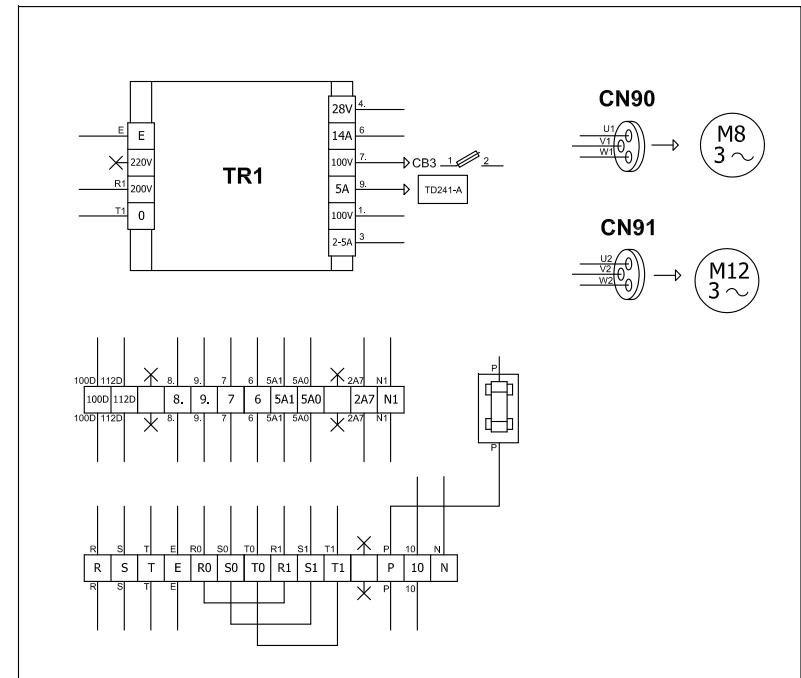 CN90
28V 4.
E E 14A 6
U1
V1
W1
M8
3
220V 100V 7. CB3 1 2
TR1
R1 200V 5A 9. TD241-A
T1 0 100V 1.
2-5A 3
CN91
U2
V2
W2
M12
3
100D 112D 8. 9. 7 6 5A1 5A0 2A7 N1
100D 112D 8. 9. 7 6 5A1 5A0 2A7 N1
100D 112D 8. 9. 7 6 5A1 5A0 2A7 N1
P
P
R S T E R0 S0 T0 R1 S1 T1 P 10 N
R S T E R0 S0 T0 R1 S1 T1 P 10 N
R S T E P 10